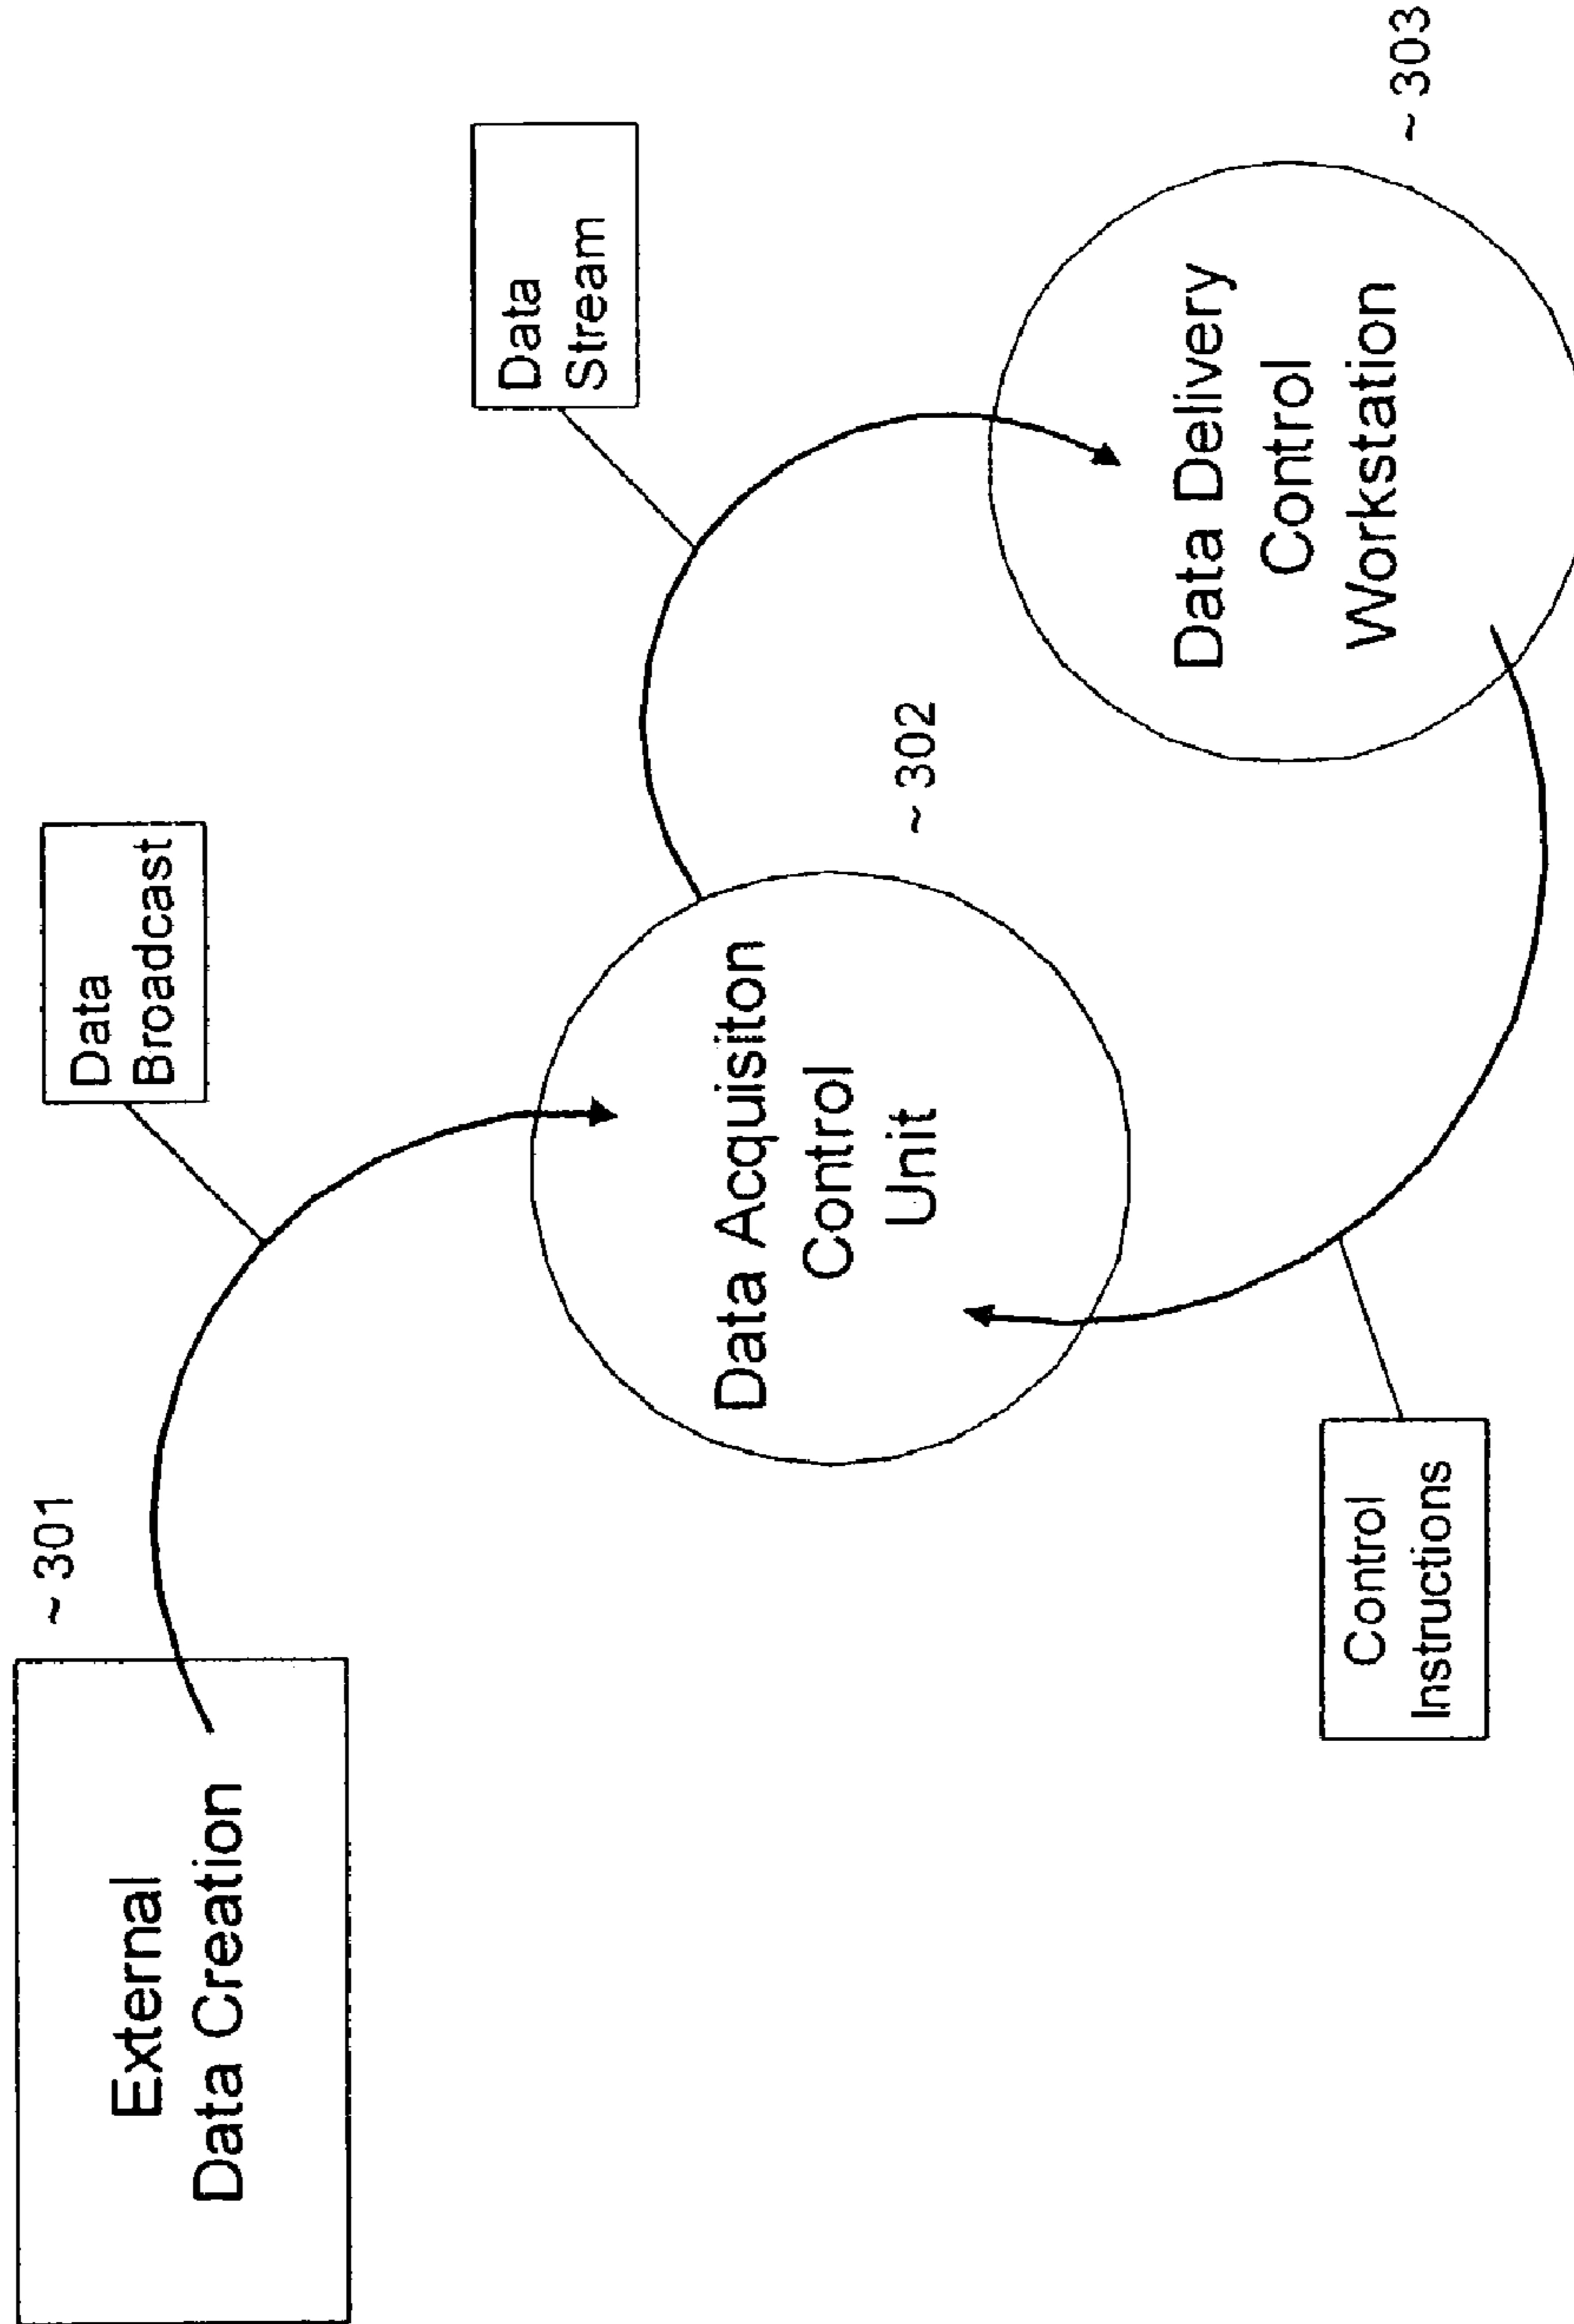 External
Data Creation
~ 301
Data
Broadcast
Data Acquisiton
Control
Unit
~ 302
Data
Stream
Data Delivery
Control
Workstation
~ 303
Control
Instructions